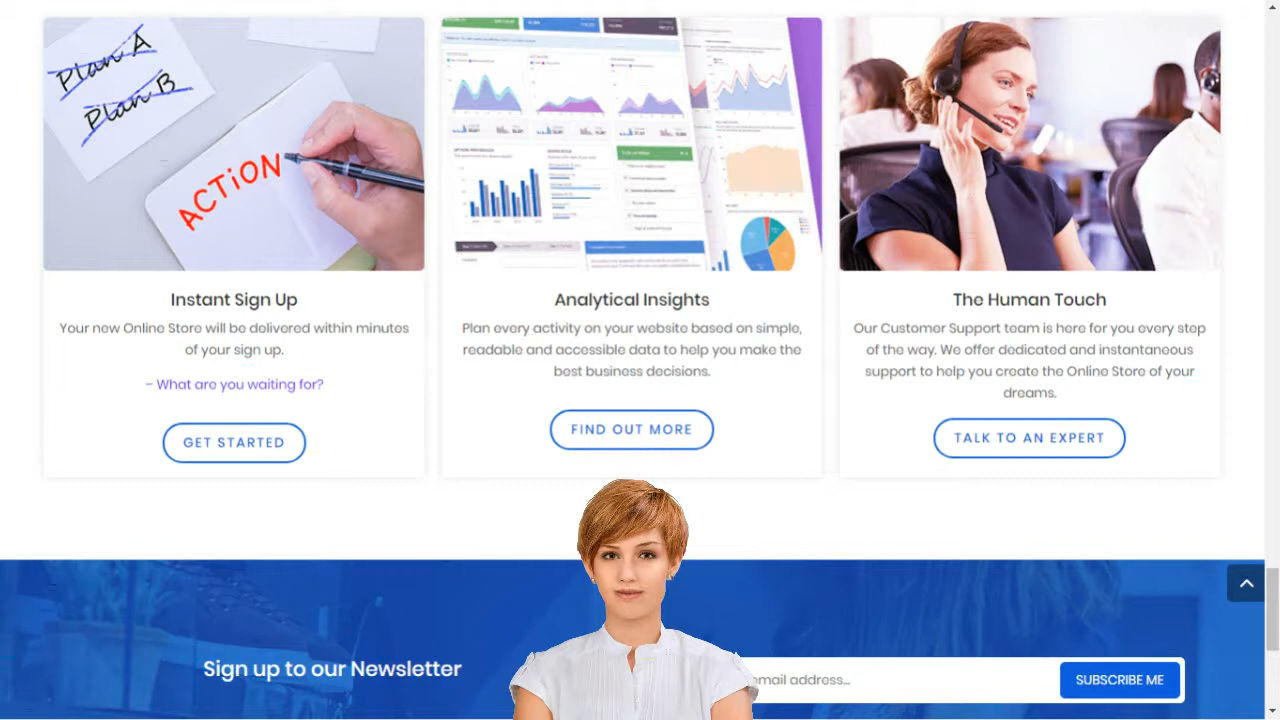 Plan A
Plan B
ACTION
Instant Sign Up
Your new Online Store will be delivered within minutes
of your sign up.
– What are you waiting for?
GET STARTED
Analytical Insights
Plan every activity on your website based on simple,
readable and accessible data to help you make the
best business decisions.
FIND OUT MORE
The Human Touch
Our Customer Support team is here for you every step
of the way. We offer dedicated and instantaneous
support to help you create the Online Store of your
dreams.
TALK TO AN EXPERT
Sign up to our Newsletter
email address...
SUBSCRIBE ME